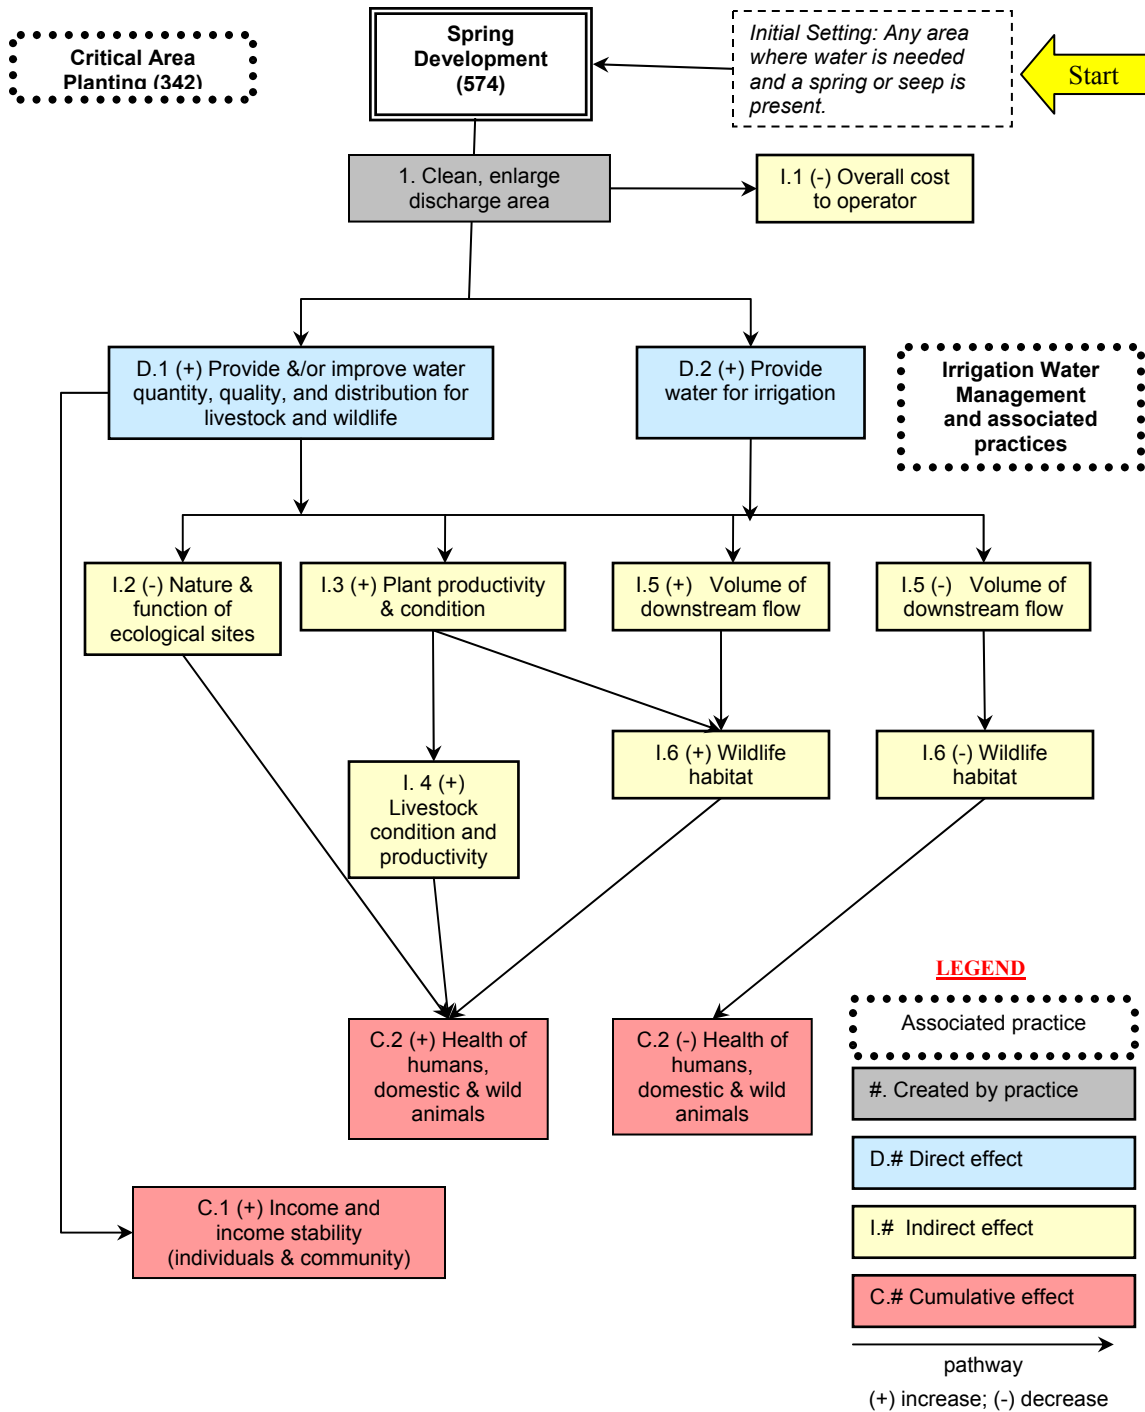 Critical Area
Planting (342)
Spring
Development
(574)
Initial Setting: Any area
where water is needed
and a spring or seep is
present.
Start
1. Clean, enlarge
discharge area
I.1 (-) Overall cost
to operator
D.1 (+) Provide &/or improve water
quantity, quality, and distribution for
livestock and wildlife
D.2 (+) Provide
water for irrigation
Irrigation Water
Management
and associated
practices
I.2 (-) Nature &
function of
ecological sites
I.3 (+) Plant productivity
& condition
I.5 (+) Volume of
downstream flow
I.5 (-) Volume of
downstream flow
I. 4 (+)
Livestock
condition and
productivity
I.6 (+) Wildlife
habitat
I.6 (-) Wildlife
habitat
C.2 (+) Health of
humans,
domestic & wild
animals
C.2 (-) Health of
humans,
domestic & wild
animals
C.1 (+) Income and
income stability
(individuals & community)
LEGEND
Associated practice
#. Created by practice
D.# Direct effect
I.# Indirect effect
C.# Cumulative effect
pathway
(+) increase; (-) decrease